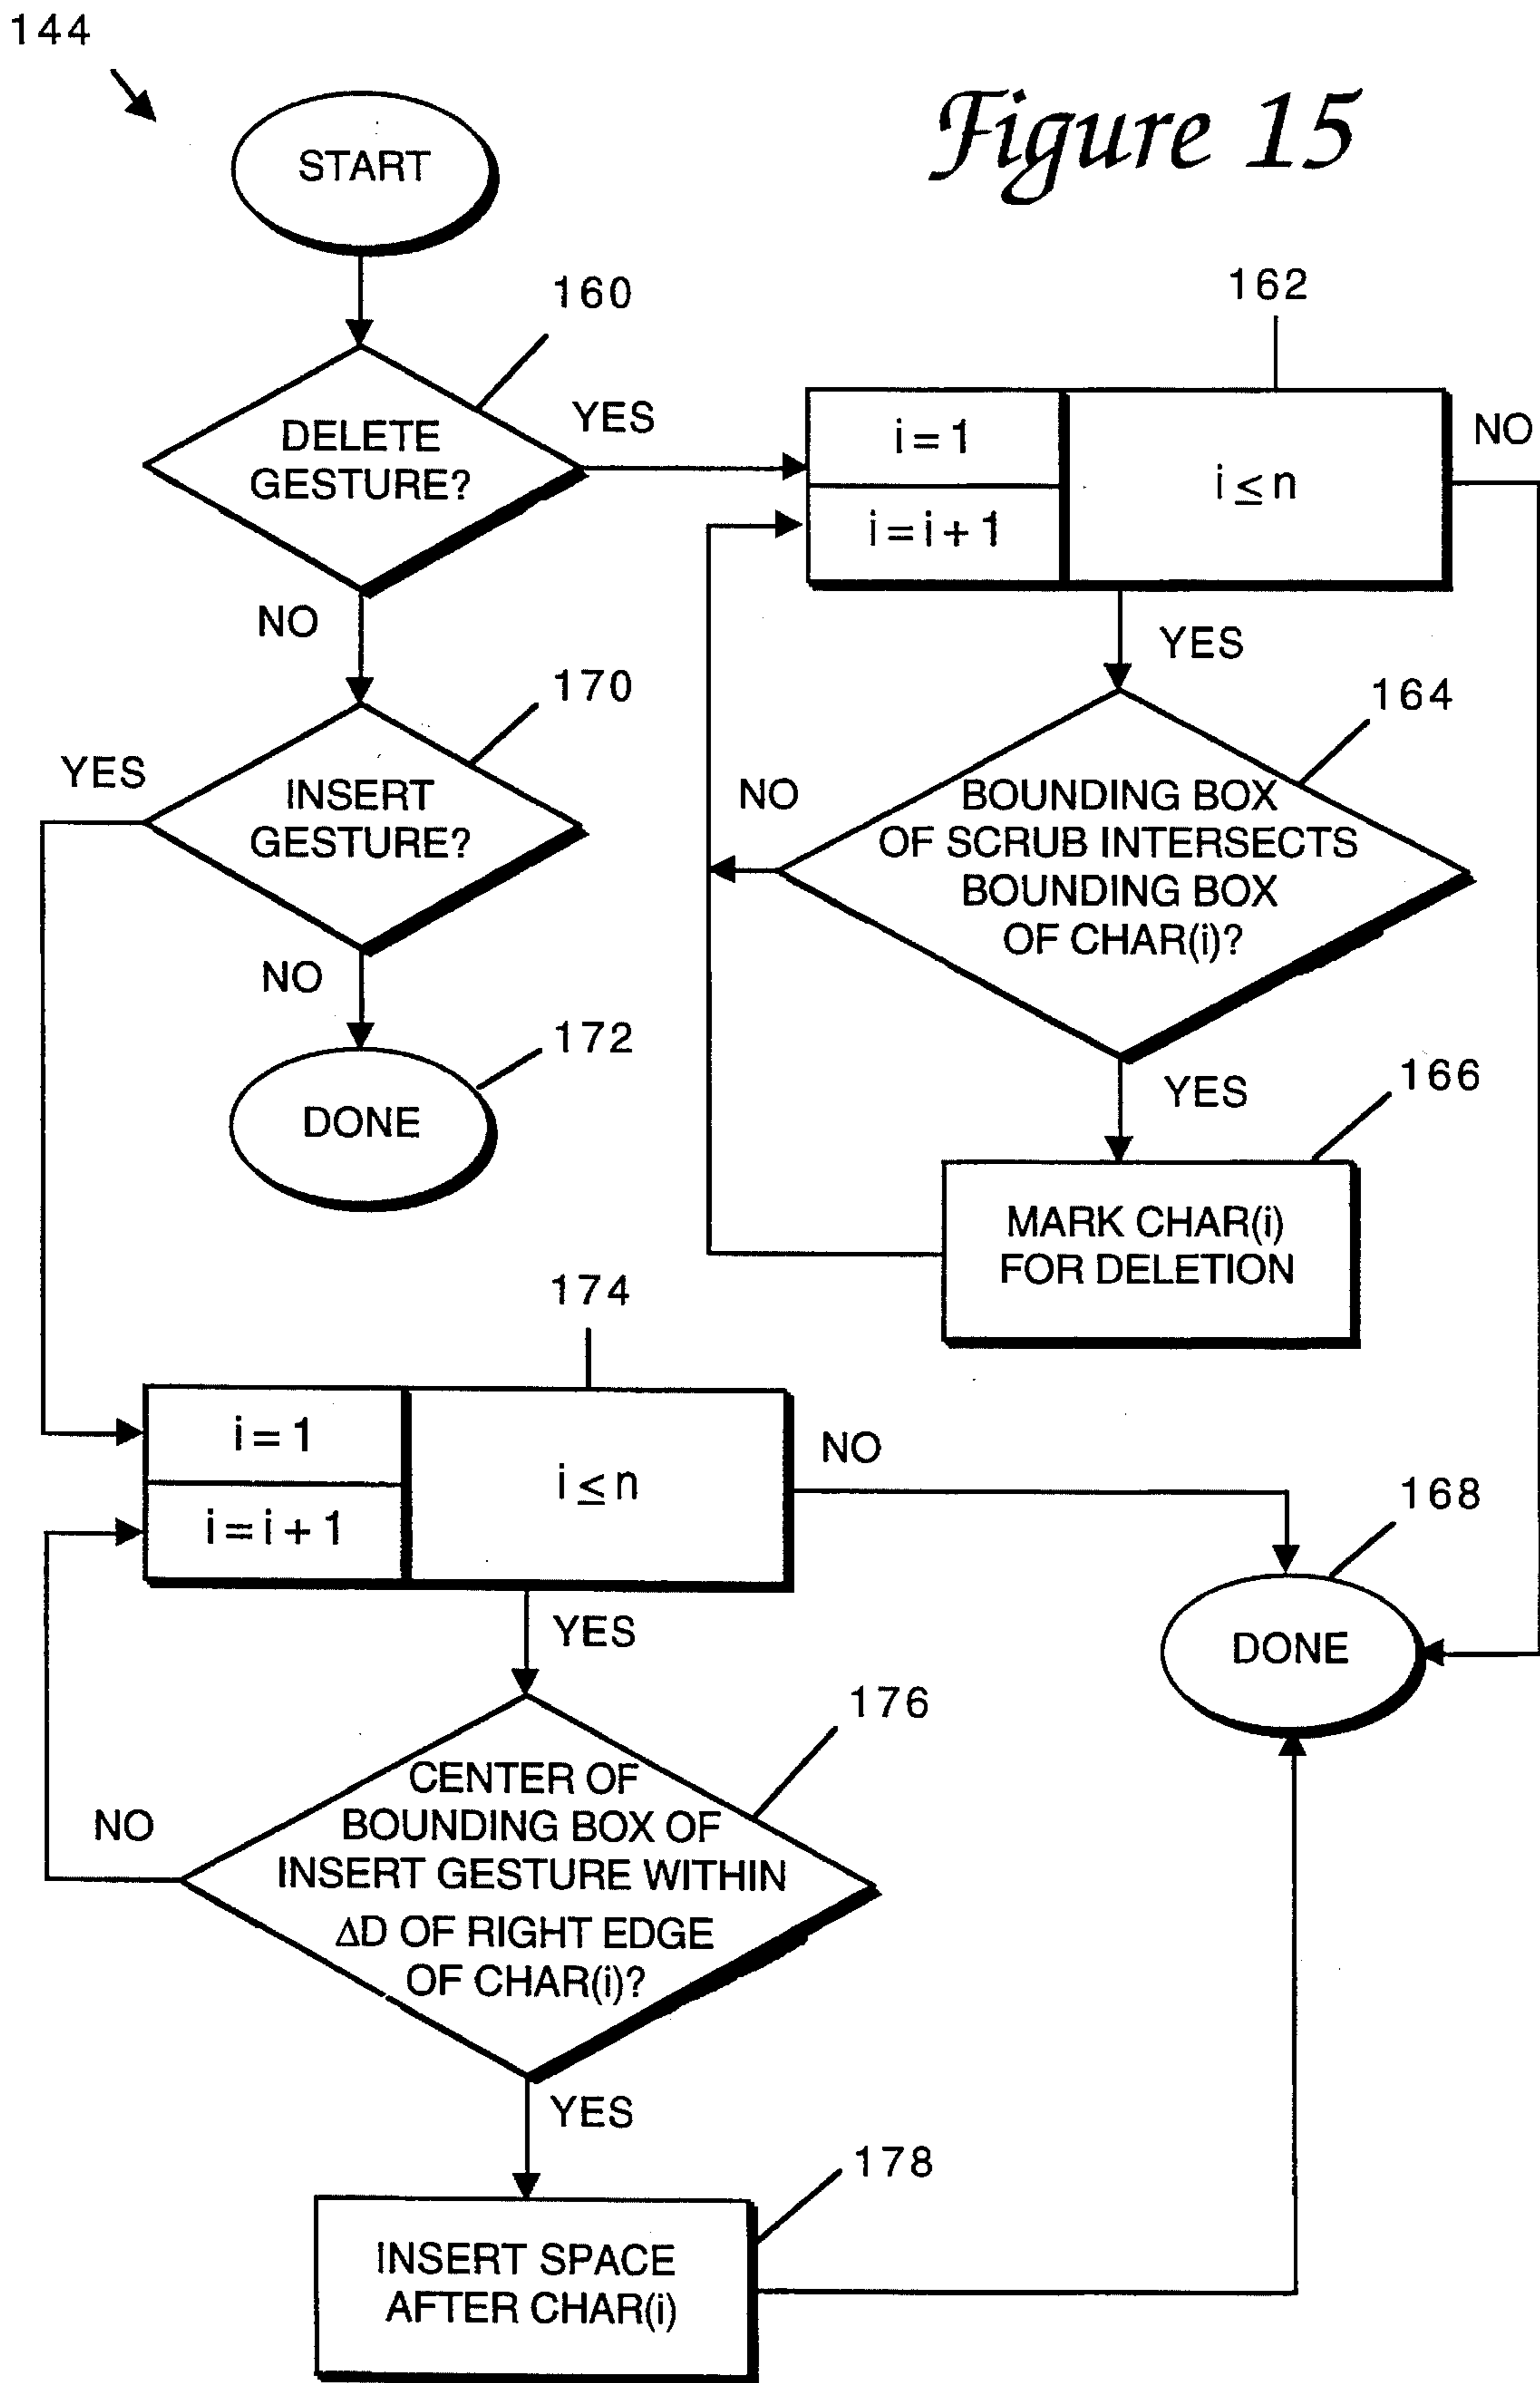 144
Figure 15
START
160
162
DELETE
GESTURE?
YES
i = 1
i = i + 1
i ≤ n
NO
NO
YES
170
164
INSERT
GESTURE?
YES
NO
BOUNDING BOX
OF SCRUB INTERSECTS
BOUNDING BOX
OF CHAR(i)?
NO
YES
172
DONE
166
MARK CHAR(i)
FOR DELETION
174
i = 1
i = i + 1
i ≤ n
NO
YES
168
DONE
176
CENTER OF
BOUNDING BOX OF
INSERT GESTURE WITHIN
ΔD OF RIGHT EDGE
OF CHAR(i)?
NO
YES
178
INSERT SPACE
AFTER CHAR(i)